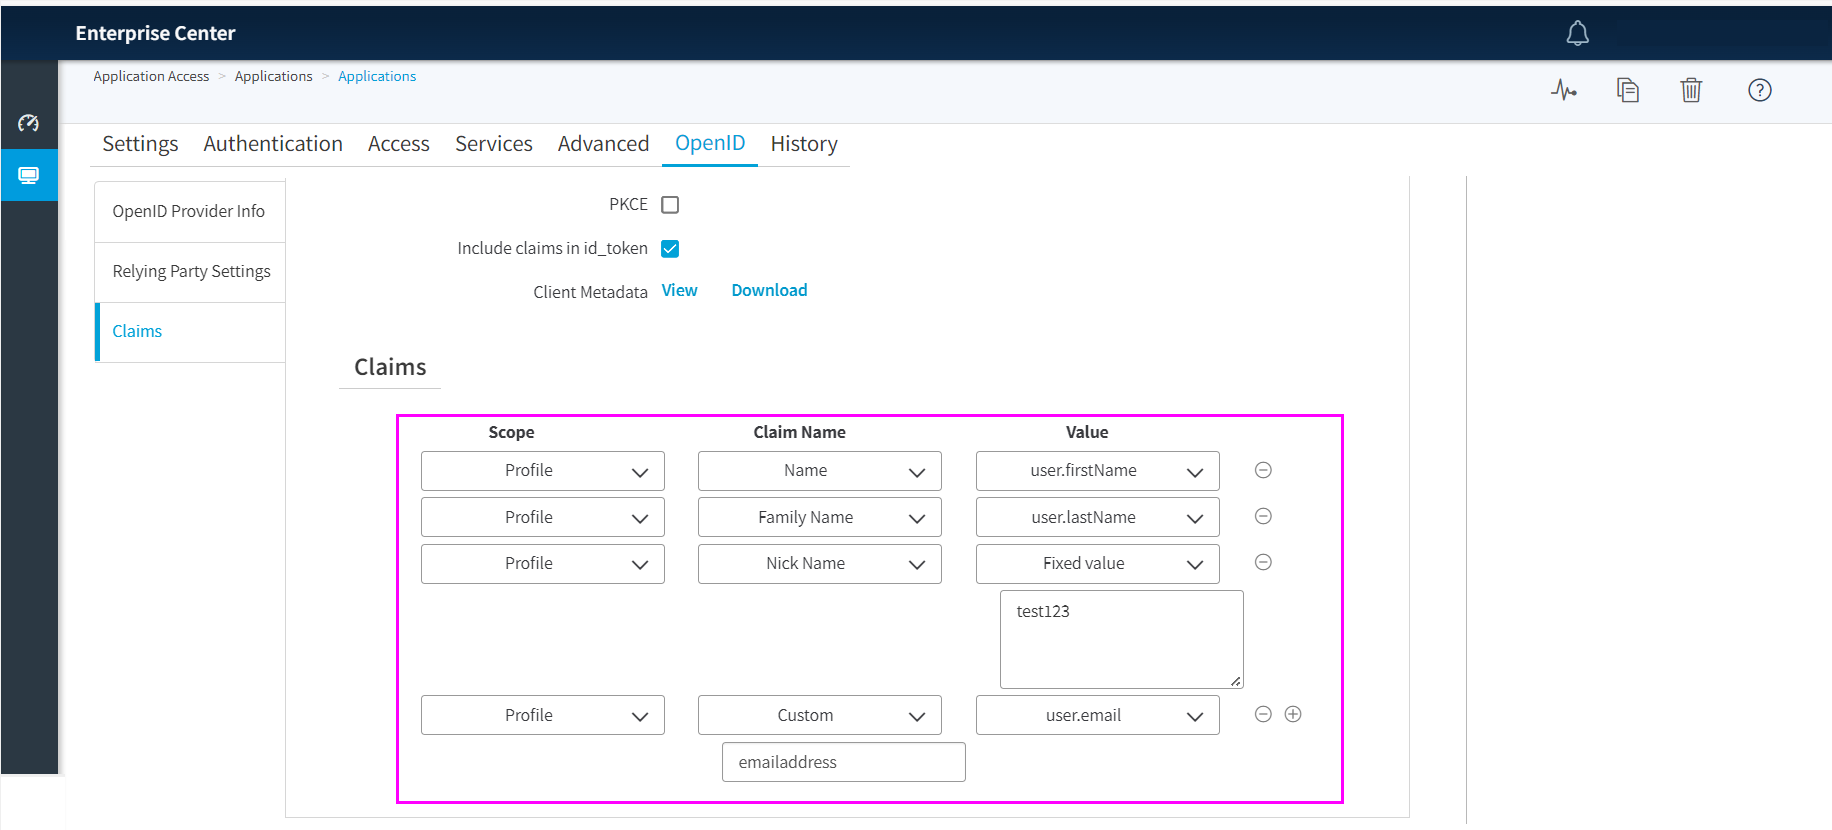 Enterprise Center
Application Access > Applications > Applications
Settings Authentication Access Services Advanced OpenID History
OpenID Provider Info
Relying Party Settings
Claims
PKCE
Include claims in id_token
Client Metadata View Download
Claims
Scope Claim Name Value
Profile Name user.firstName
Profile Family Name user.lastName
Profile Nick Name Fixed value
test123
Profile Custom user.email
emailaddress